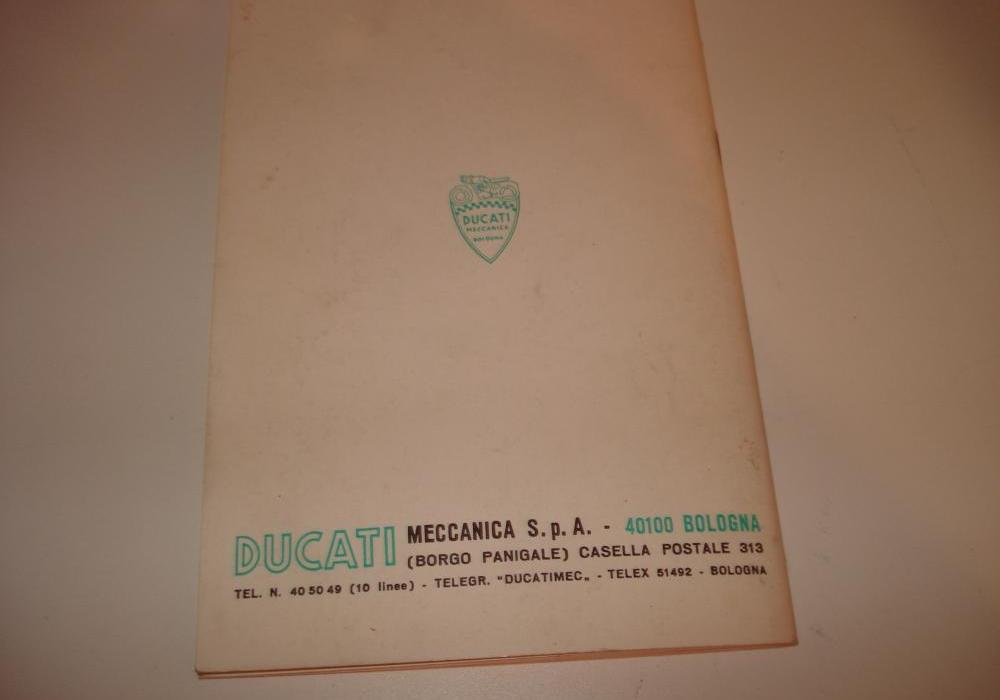 DUCATI
MECCANICA
BOLOGNA
DUCATI MECCANICA S.p.A. - 40100 BOLOGNA
(BORGO PANIGALE) CASELLA POSTALE 313
TEL. N. 40 50 49 (10 linee) - TELEGR. "DUCATIMEC„ - TELEX 51492 - BOLOGNA